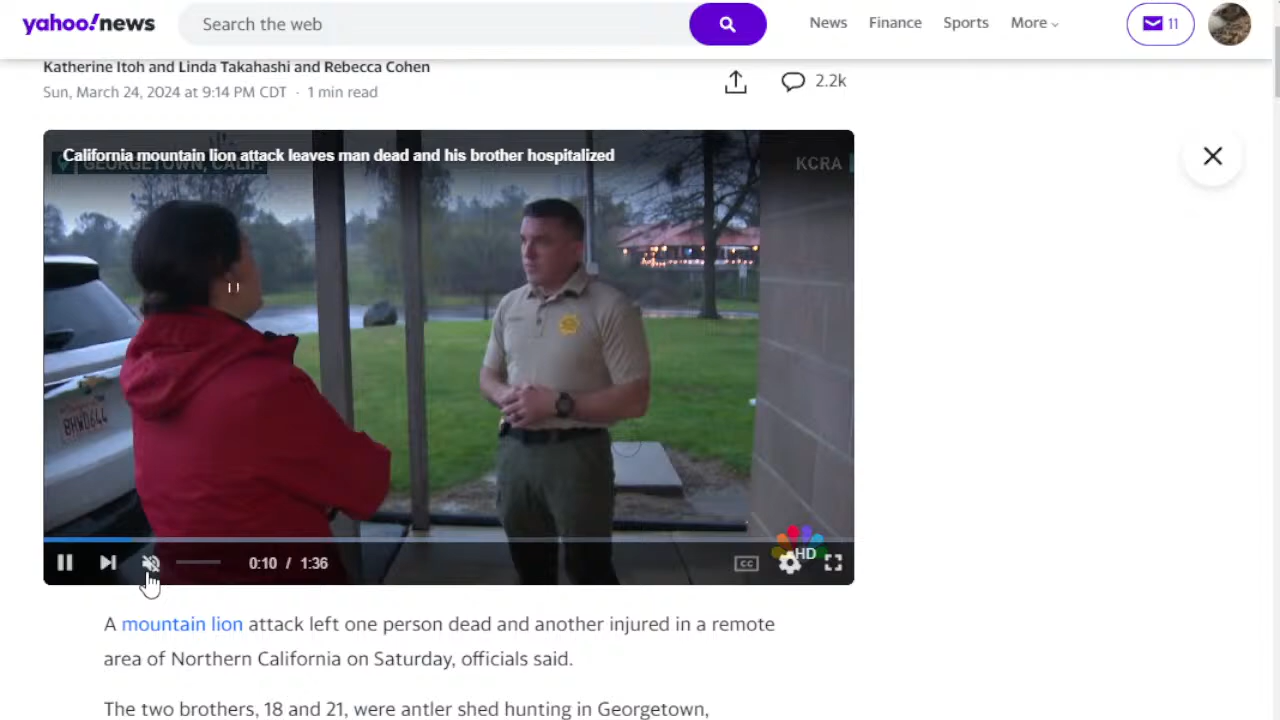 yahoo!news
Search the web
News Finance Sports More
11
Katherine Itoh and Linda Takahashi and Rebecca Cohen
Sun, March 24, 2024 at 9:14 PM CDT · 1 min read
2.2k
California mountain lion attack leaves man dead and his brother hospitalized
GEORGETOWN, CALIF.
KCRA
0:10 / 1:36
CC
HD
A mountain lion attack left one person dead and another injured in a remote
area of Northern California on Saturday, officials said.
The two brothers, 18 and 21, were antler shed hunting in Georgetown,